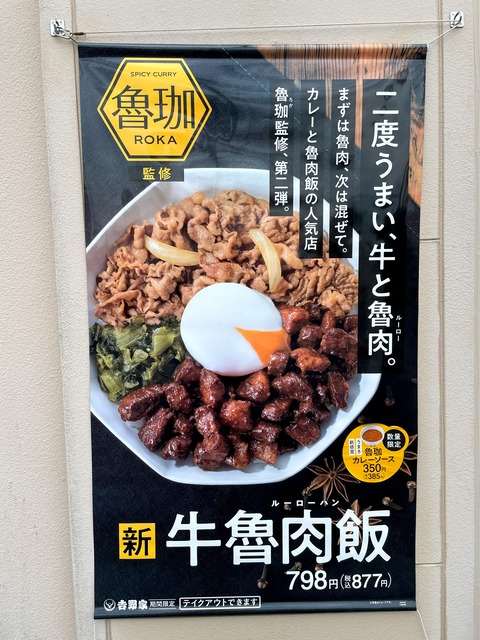 SPICY CURRY
魯珈
ROKA
監修
二度うまい、牛と魯肉。
ルーロー
まずは魯肉、次は混ぜて。
カレーと魯肉飯の人気店
魯珈監修、第二弾。
ろか
数量
限定
魯珈
カレーソース
350円
385
ルーローハン
新
牛魯肉飯
798円(税込877円)
吉野家
期間限定
テイクアウトできます